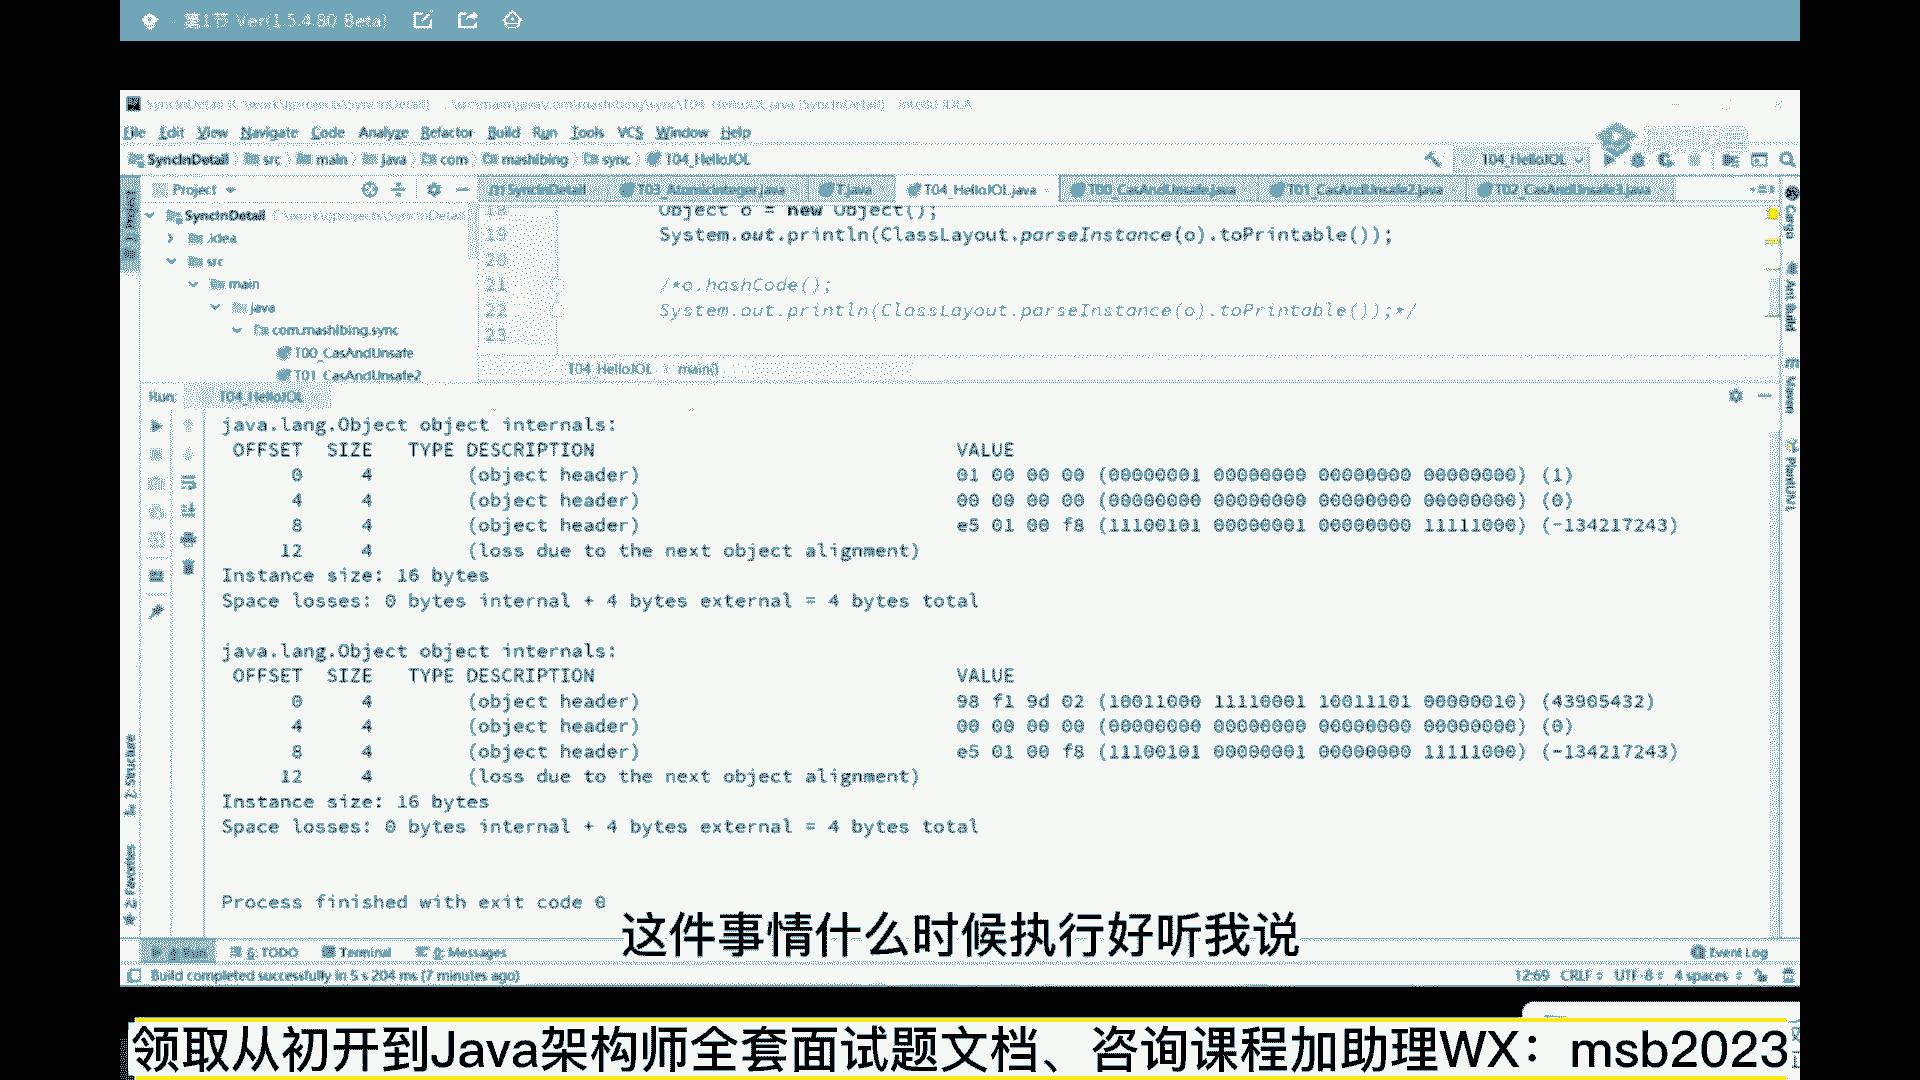 - 第1节 Ver(1.5.4.80 Beta)
SyncInDetail [C:\work\ijprojects\SyncInDetail] - ...\src\main\java\com\mashibing\sync\T04_HelloJOL.java [SyncInDetail] - IntelliJ IDEA
File Edit View Navigate Code Analyze Refactor Build Run Tools VCS Window Help
SyncInDetail src main java com mashibing sync T04_HelloJOL T04_HelloJOL
Project SyncInDetail T03_AtomicInteger.java T.java T04_HelloJOL.java T00_CasAndUnsafe.java T01_CasAndUnsafe2.java T02_CasAndUnsafe3.java
1: Project
SyncInDetail C:\work\ijprojects\SyncInDetail
.idea
src
main
java
com.mashibing.sync
T00_CasAndUnsafe
T01_CasAndUnsafe2
18 Object o = new Object();
19 System.out.println(ClassLayout.parseInstance(o).toPrintable());
20
21 /*o.hashCode();
22 System.out.println(ClassLayout.parseInstance(o).toPrintable());*/
23
T04_HelloJOL main()
Ant Build
Maven
PlantUML
Run: T04_HelloJOL
java.lang.Object object internals:
OFFSET SIZE TYPE DESCRIPTION VALUE
0 4 (object header) 01 00 00 00 (00000001 00000000 00000000 00000000) (1)
4 4 (object header) 00 00 00 00 (00000000 00000000 00000000 00000000) (0)
8 4 (object header) e5 01 00 f8 (11100101 00000001 00000000 11111000) (-134217243)
12 4 (loss due to the next object alignment)
Instance size: 16 bytes
Space losses: 0 bytes internal + 4 bytes external = 4 bytes total
java.lang.Object object internals:
OFFSET SIZE TYPE DESCRIPTION VALUE
0 4 (object header) 98 f1 9d 02 (10011000 11110001 10011101 00000010) (43905432)
4 4 (object header) 00 00 00 00 (00000000 00000000 00000000 00000000) (0)
8 4 (object header) e5 01 00 f8 (11100101 00000001 00000000 11111000) (-134217243)
12 4 (loss due to the next object alignment)
Instance size: 16 bytes
Space losses: 0 bytes internal + 4 bytes external = 4 bytes total
Process finished with exit code 0
7: Structure
2: Favorites
这件事情什么时候执行好听我说
4: Run 6: TODO Terminal 0: Messages Event Log
Build completed successfully in 5 s 204 ms (7 minutes ago) 12:69 CRLF UTF-8 4 spaces
领取从初开到Java架构师全套面试题文档、咨询课程加助理WX：msb2023